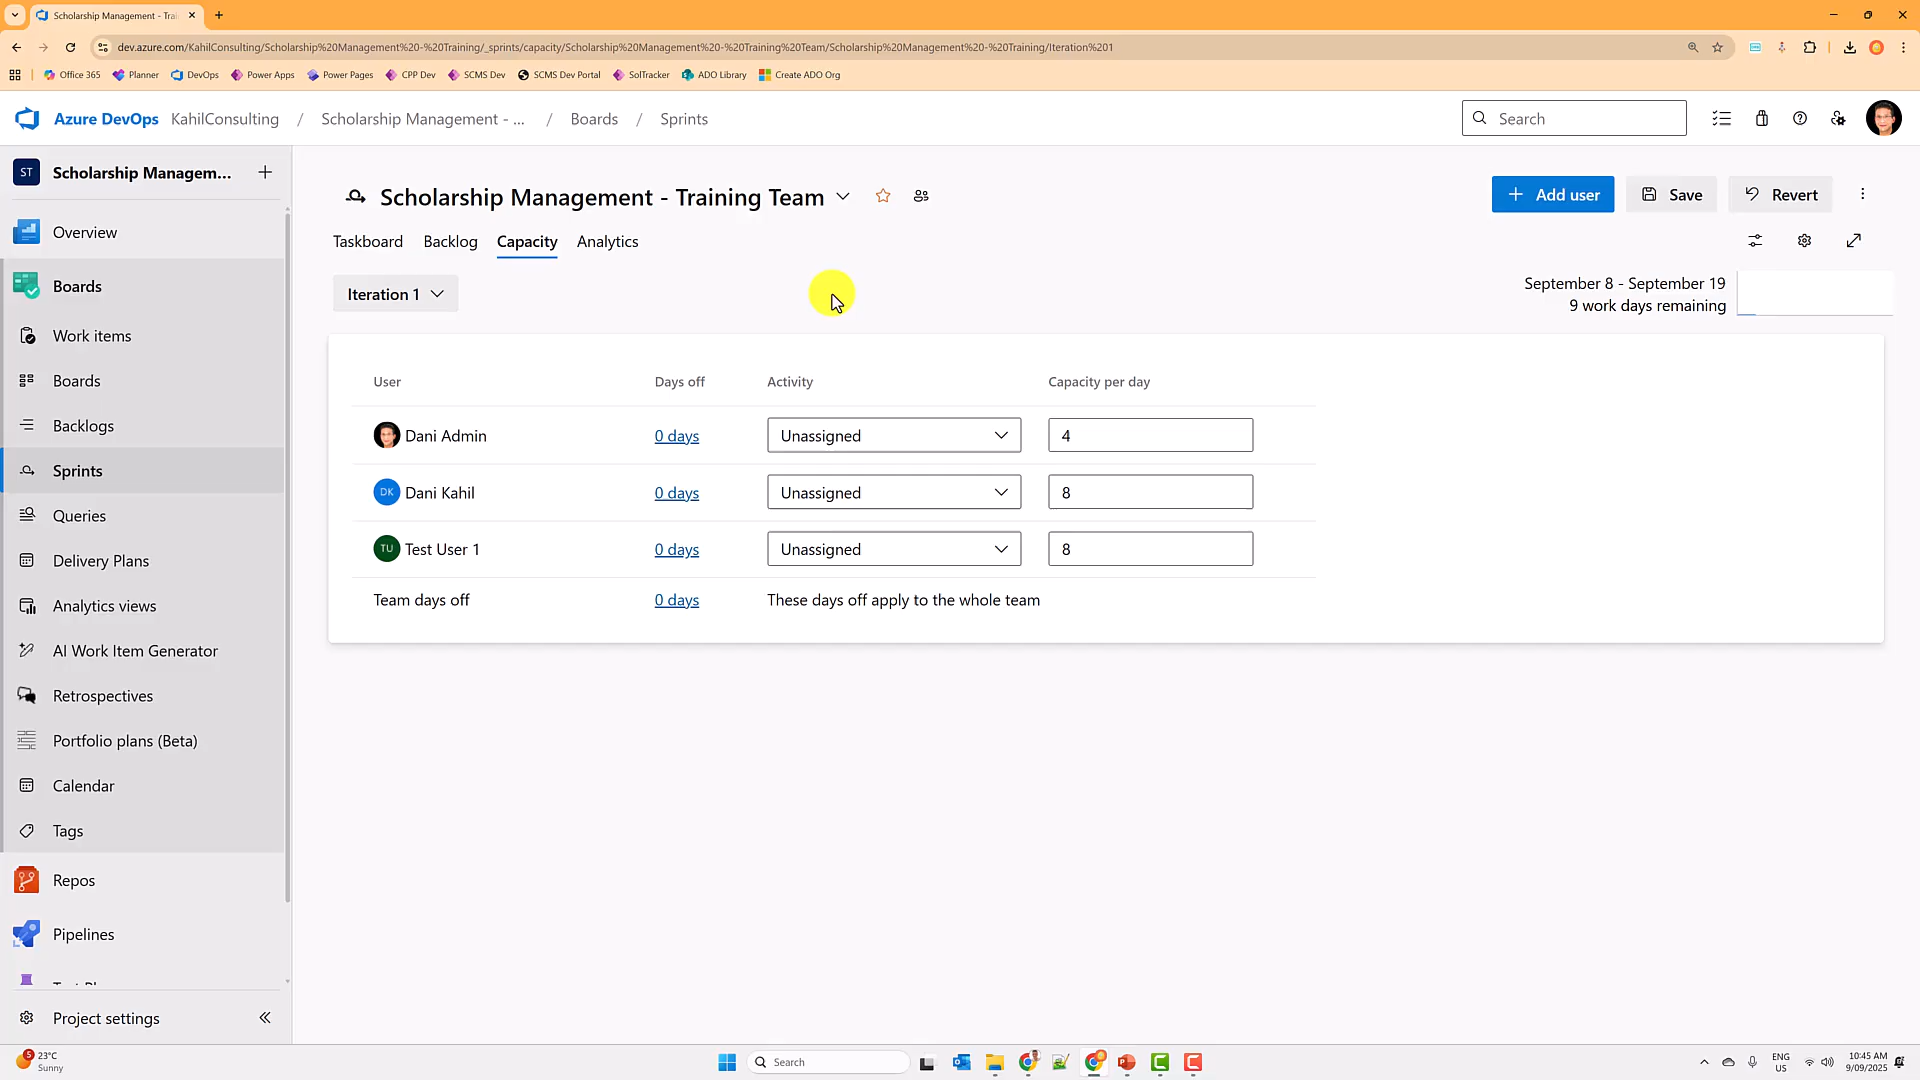 Scholarship Management - Trai
dev.azure.com/KahilConsulting/Scholarship%20Management%20-%20Training/_sprints/capacity/Scholarship%20Management%20-%20Training%20Team/Scholarship%20Management%20-%20Training/Iteration%201
Office 365
Planner
DevOps
Power Apps
Power Pages
CPP Dev
SCMS Dev
SCMS Dev Portal
SolTracker
ADO Library
Create ADO Org
Azure DevOps
KahilConsulting
/
Scholarship Management - ...
/
Boards
/
Sprints
Search
ST
Scholarship Managem...
Overview
Boards
Work items
Boards
Backlogs
Sprints
Queries
Delivery Plans
Analytics views
AI Work Item Generator
Retrospectives
Portfolio plans (Beta)
Calendar
Tags
Repos
Pipelines
Project settings
Scholarship Management - Training Team
Add user
Save
Revert
Taskboard
Backlog
Capacity
Analytics
Iteration 1
September 8 - September 19
9 work days remaining
User
Days off
Activity
Capacity per day
Dani Admin
0 days
Unassigned
4
DK
Dani Kahil
0 days
Unassigned
8
TU
Test User 1
0 days
Unassigned
8
Team days off
0 days
These days off apply to the whole team
5
23°C
Sunny
Search
ENG
US
10:45 AM
9/09/2025